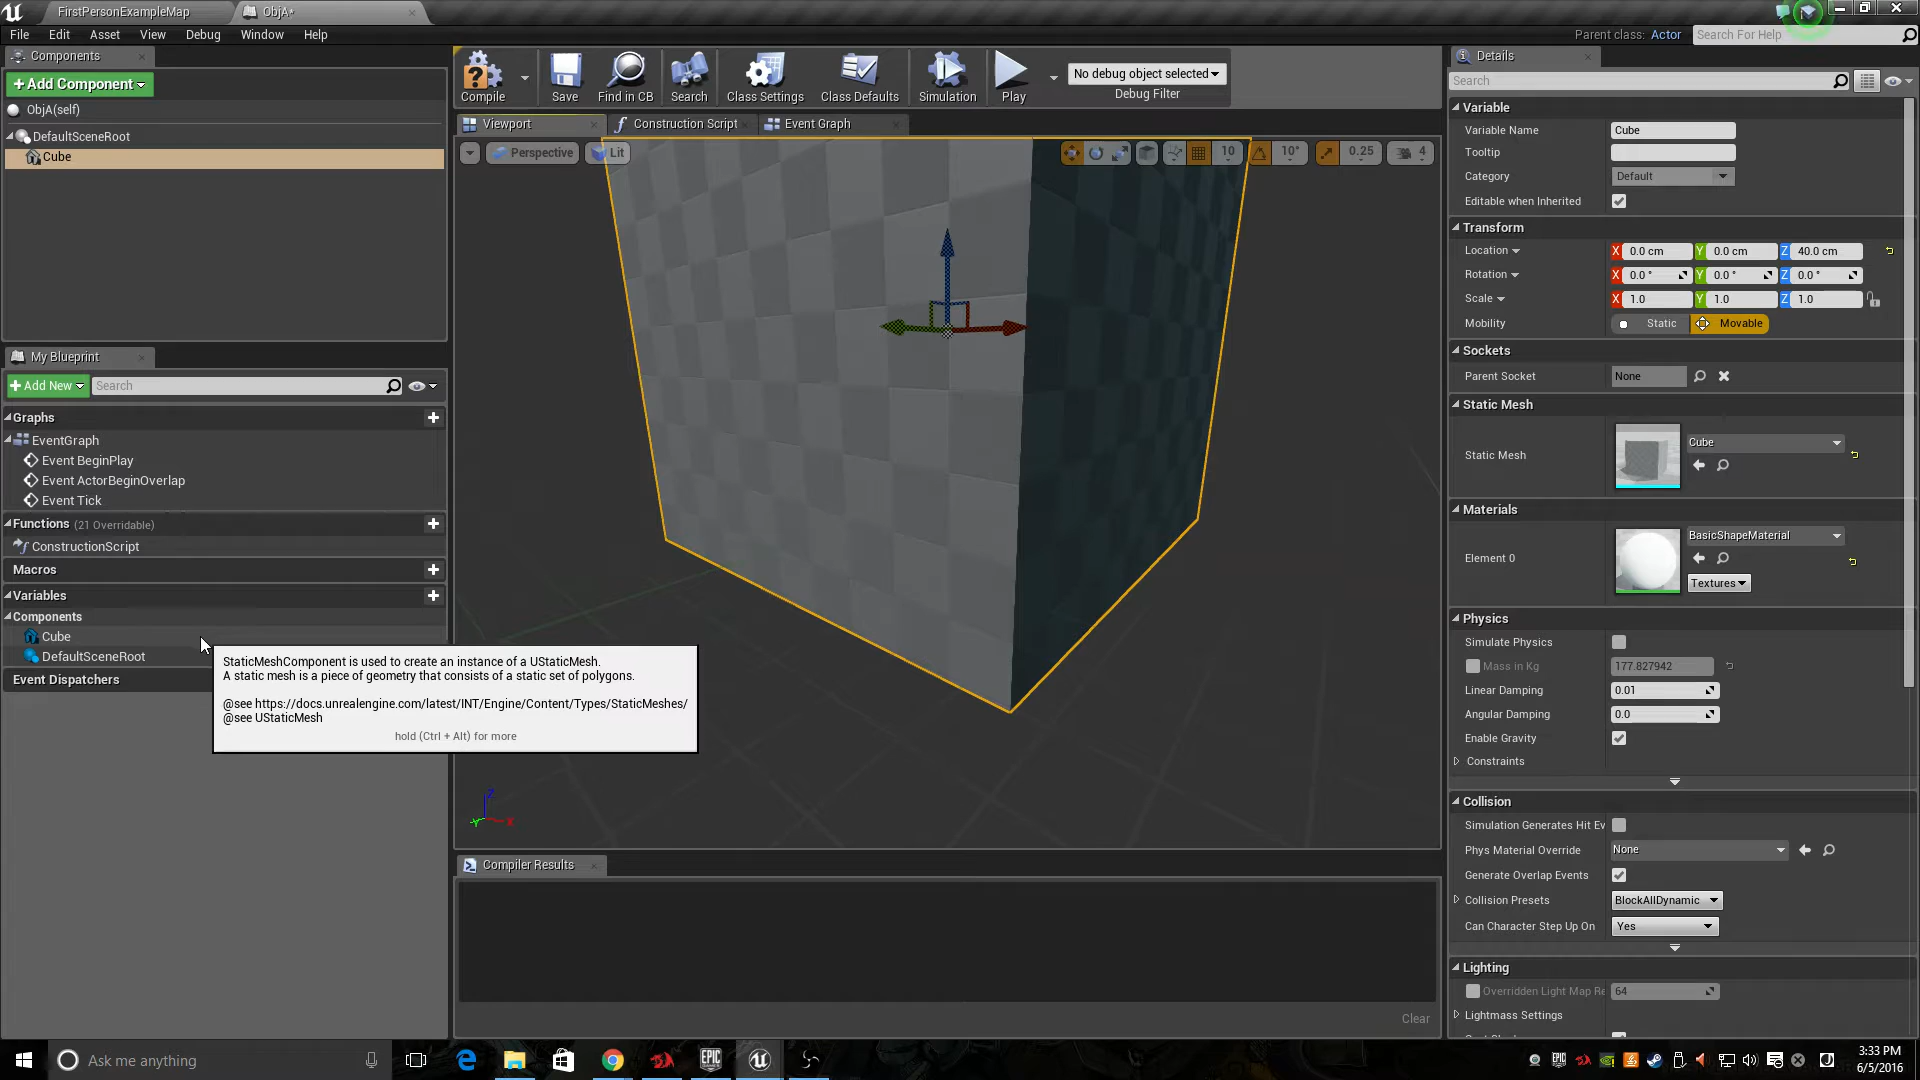 FirstPersonExampleMap
ObjA*
File Edit Asset View Debug Window Help
Parent class: Actor
Search For Help
Components
+Add Component
ObjA(self)
DefaultSceneRoot
Cube
My Blueprint
+Add New
Search
Graphs
EventGraph
Event BeginPlay
Event ActorBeginOverlap
Event Tick
Functions (21 Overridable)
ConstructionScript
Macros
Variables
Components
Cube
DefaultSceneRoot
Event Dispatchers
StaticMeshComponent is used to create an instance of a UStaticMesh.
A static mesh is a piece of geometry that consists of a static set of polygons.
@see https://docs.unrealengine.com/latest/INT/Engine/Content/Types/StaticMeshes/
@see UStaticMesh
hold (Ctrl + Alt) for more
Compile Save Find in CB Search Class Settings Class Defaults Simulation Play
No debug object selected
Debug Filter
Viewport Construction Script Event Graph
Perspective Lit
10 10° 0.25 4
Z
Y X
Compiler Results
Clear
Details
Search
Variable
Variable Name Cube
Tooltip
Category Default
Editable when Inherited
Transform
Location X 0.0 cm Y 0.0 cm Z 40.0 cm
Rotation X 0.0 ° Y 0.0 ° Z 0.0 °
Scale X 1.0 Y 1.0 Z 1.0
Mobility Static Movable
Sockets
Parent Socket None
Static Mesh
Static Mesh Cube
Materials
Element 0 BasicShapeMaterial
Textures
Physics
Simulate Physics
Mass in Kg 177.827942
Linear Damping 0.01
Angular Damping 0.0
Enable Gravity
Constraints
Collision
Simulation Generates Hit Ev
Phys Material Override None
Generate Overlap Events
Collision Presets BlockAllDynamic
Can Character Step Up On Yes
Lighting
Overridden Light Map Re 64
Lightmass Settings
Ask me anything
EPIC
3:33 PM
6/5/2016